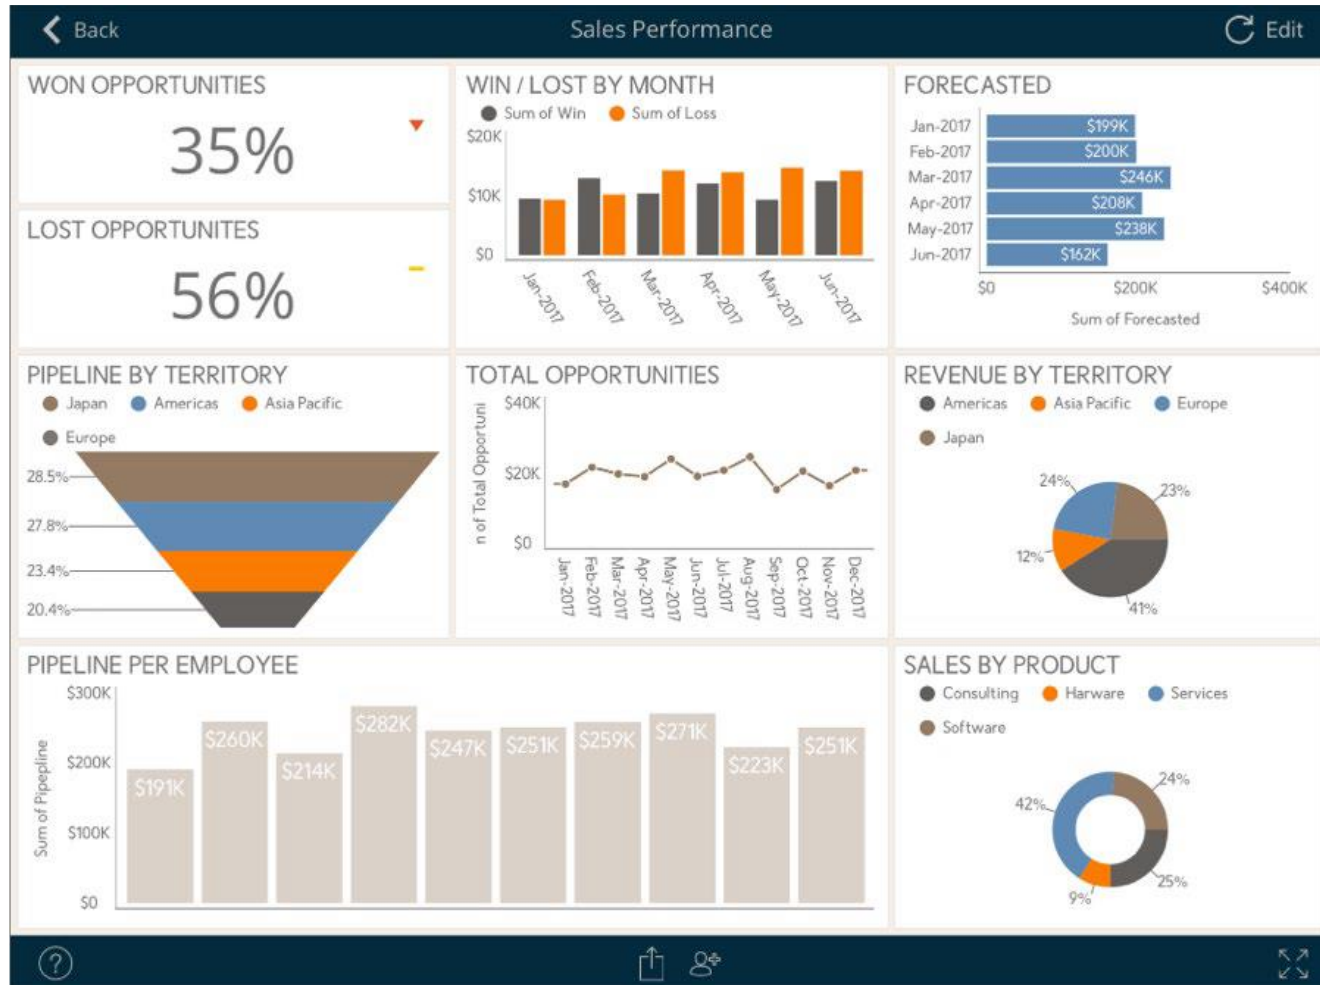 Back
Sales Performance
Edit
WON OPPORTUNITIES
35%
LOST OPPORTUNITES
56%
WIN / LOST BY MONTH
Sum of Win
Sum of Loss
$20K
$10K
$0
Jan-2017
Feb-2017
Mar-2017
Apr-2017
May-2017
Jun-2017
FORECASTED
Jan-2017 $199K
Feb-2017 $200K
Mar-2017 $246K
Apr-2017 $208K
May-2017 $238K
Jun-2017 $162K
$0 $200K $400K
Sum of Forecasted
PIPELINE BY TERRITORY
Japan Americas Asia Pacific
Europe
28.5%
27.8%
23.4%
20.4%
TOTAL OPPORTUNITIES
n of Total Opportuni
$40K
$20K
$0
Jan-2017
Feb-2017
Mar-2017
Apr-2017
May-2017
Jun-2017
Jul-2017
Aug-2017
Sep-2017
Oct-2017
Nov-2017
Dec-2017
REVENUE BY TERRITORY
Americas Asia Pacific Europe
Japan
24%
23%
12%
41%
PIPELINE PER EMPLOYEE
Sum of Pipepline
$300K
$200K
$100K
$0
$191K
$260K
$214K
$282K
$247K
$251K
$259K
$271K
$223K
$251K
SALES BY PRODUCT
Consulting Harware Services
Software
24%
42%
25%
9%
?